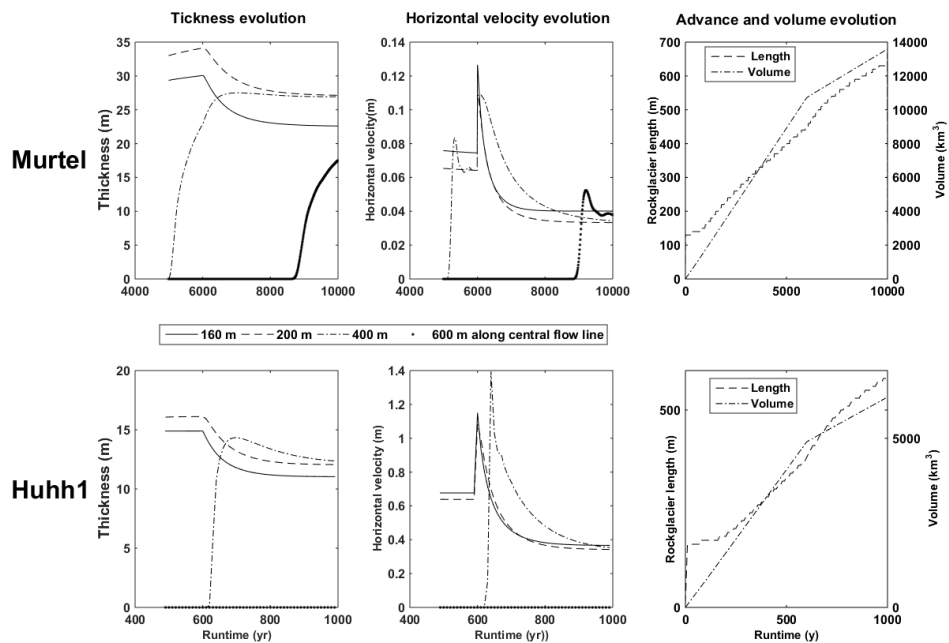 Tickness evolution
Horizontal velocity evolution
Advance and volume evolution
Murtel
Thickness (m)
35
30
25
20
15
10
5
0
4000 6000 8000 10000
Horizontal velocity(m)
0.14
0.12
0.1
0.08
0.06
0.04
0.02
0
4000 6000 8000 10000
Rockglacier length (m)
700
600
500
400
300
200
100
0
Length
Volume
14000
12000
10000
8000
6000
4000
2000
0
Volume (km³)
0 5000 10000
160 m 200 m 400 m 600 m along central flow line
Huhh1
Thickness (m)
20
15
10
5
0
400 600 800 1000
Runtime (yr)
Horizontal velocity (m)
1.4
1.2
1
0.8
0.6
0.4
0.2
0
400 600 800 1000
Runtime (yr))
Rockglacier length (m)
500
0
Length
Volume
5000
0
Volume (km³)
0 500 1000
Runtime (y)